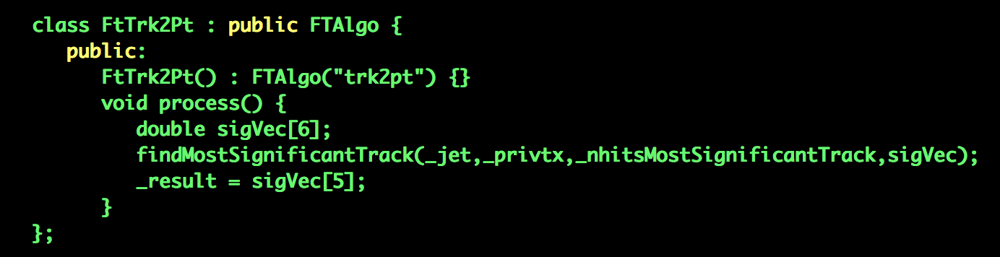 class FtTrk2Pt : public FTAlgo {
public:
FtTrk2Pt() : FTAlgo("trk2pt") {}
void process() {
double sigVec[6];
findMostSignificantTrack(_jet,_privtx,_nhitsMostSignificantTrack,sigVec);
_result = sigVec[5];
}
};